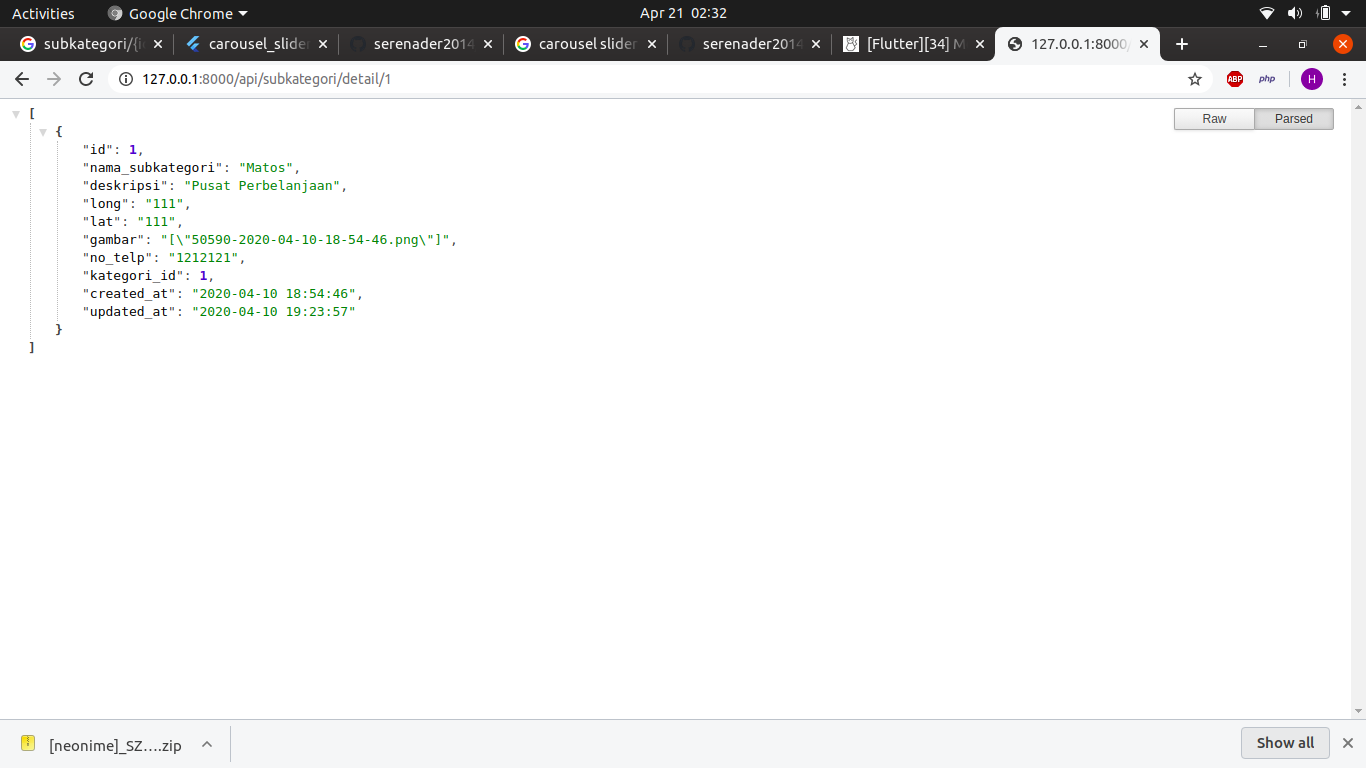 Activities Google Chrome Apr 21 02:32
subkategori/{i carousel_slide serenader2014 carousel slider serenader2014 [Flutter][34] M 127.0.0.1:8000/
127.0.0.1:8000/api/subkategori/detail/1 ABP php H
[
Raw Parsed
{
"id": 1,
"nama_subkategori": "Matos",
"deskripsi": "Pusat Perbelanjaan",
"long": "111",
"lat": "111",
"gambar": "[\"50590-2020-04-10-18-54-46.png\"]",
"no_telp": "1212121",
"kategori_id": 1,
"created_at": "2020-04-10 18:54:46",
"updated_at": "2020-04-10 19:23:57"
}
]
[neonime]_SZ….zip Show all